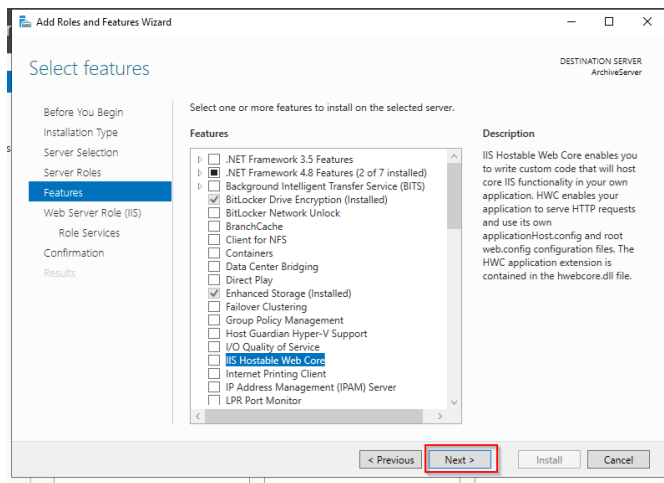 Add Roles and Features Wizard
Select features
DESTINATION SERVER
ArchiveServer
Before You Begin
Installation Type
Server Selection
Server Roles
Features
Web Server Role (IIS)
Role Services
Confirmation
Results
Select one or more features to install on the selected server.
Features
.NET Framework 3.5 Features
.NET Framework 4.8 Features (2 of 7 installed)
Background Intelligent Transfer Service (BITS)
BitLocker Drive Encryption (Installed)
BitLocker Network Unlock
BranchCache
Client for NFS
Containers
Data Center Bridging
Direct Play
Enhanced Storage (Installed)
Failover Clustering
Group Policy Management
Host Guardian Hyper-V Support
I/O Quality of Service
IIS Hostable Web Core
Internet Printing Client
IP Address Management (IPAM) Server
LPR Port Monitor
Description
IIS Hostable Web Core enables you
to write custom code that will host
core IIS functionality in your own
application. HWC enables your
application to serve HTTP requests
and use its own
applicationHost.config and root
web.config configuration files. The
HWC application extension is
contained in the hwebcore.dll file.
< Previous
Next >
Install
Cancel